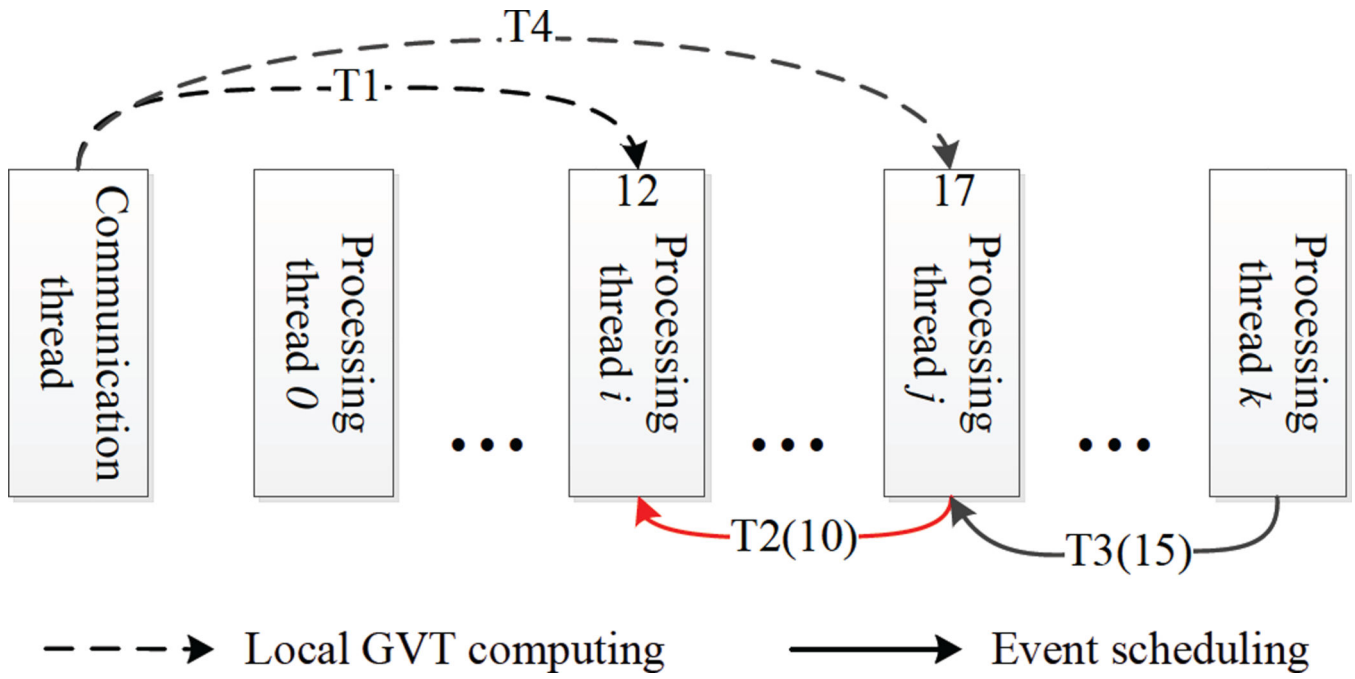 T4
T1
Communication
thread
Processing
thread 0
12
Processing
thread i
17
Processing
thread j
Processing
thread k
T2(10)
T3(15)
Local GVT computing
Event scheduling